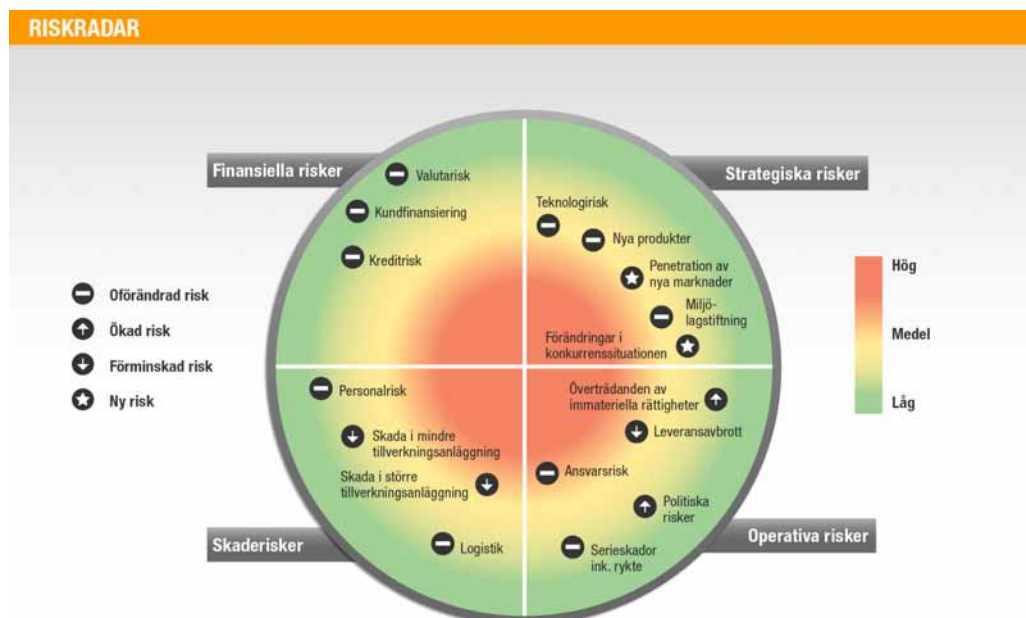 RISKRADAR
Finansiella risker
Strategiska risker
Valutarisk
Kundfinansiering
Kreditrisk
Teknologirisk
Nya produkter
Penetration av
nya marknader
Miljö-
lagstiftning
Förändringar i
konkurrenssituationen
Oförändrad risk
Ökad risk
Förminskad risk
Ny risk
Hög
Medel
Låg
Personalrisk
Skada i mindre
tillverkningsanläggning
Skada i större
tillverkningsanläggning
Logistik
Överträdanden av
immateriella rättigheter
Leveransavbrott
Ansvarsrisk
Politiska
risker
Serieskador
ink. rykte
Skaderisker
Operativa risker